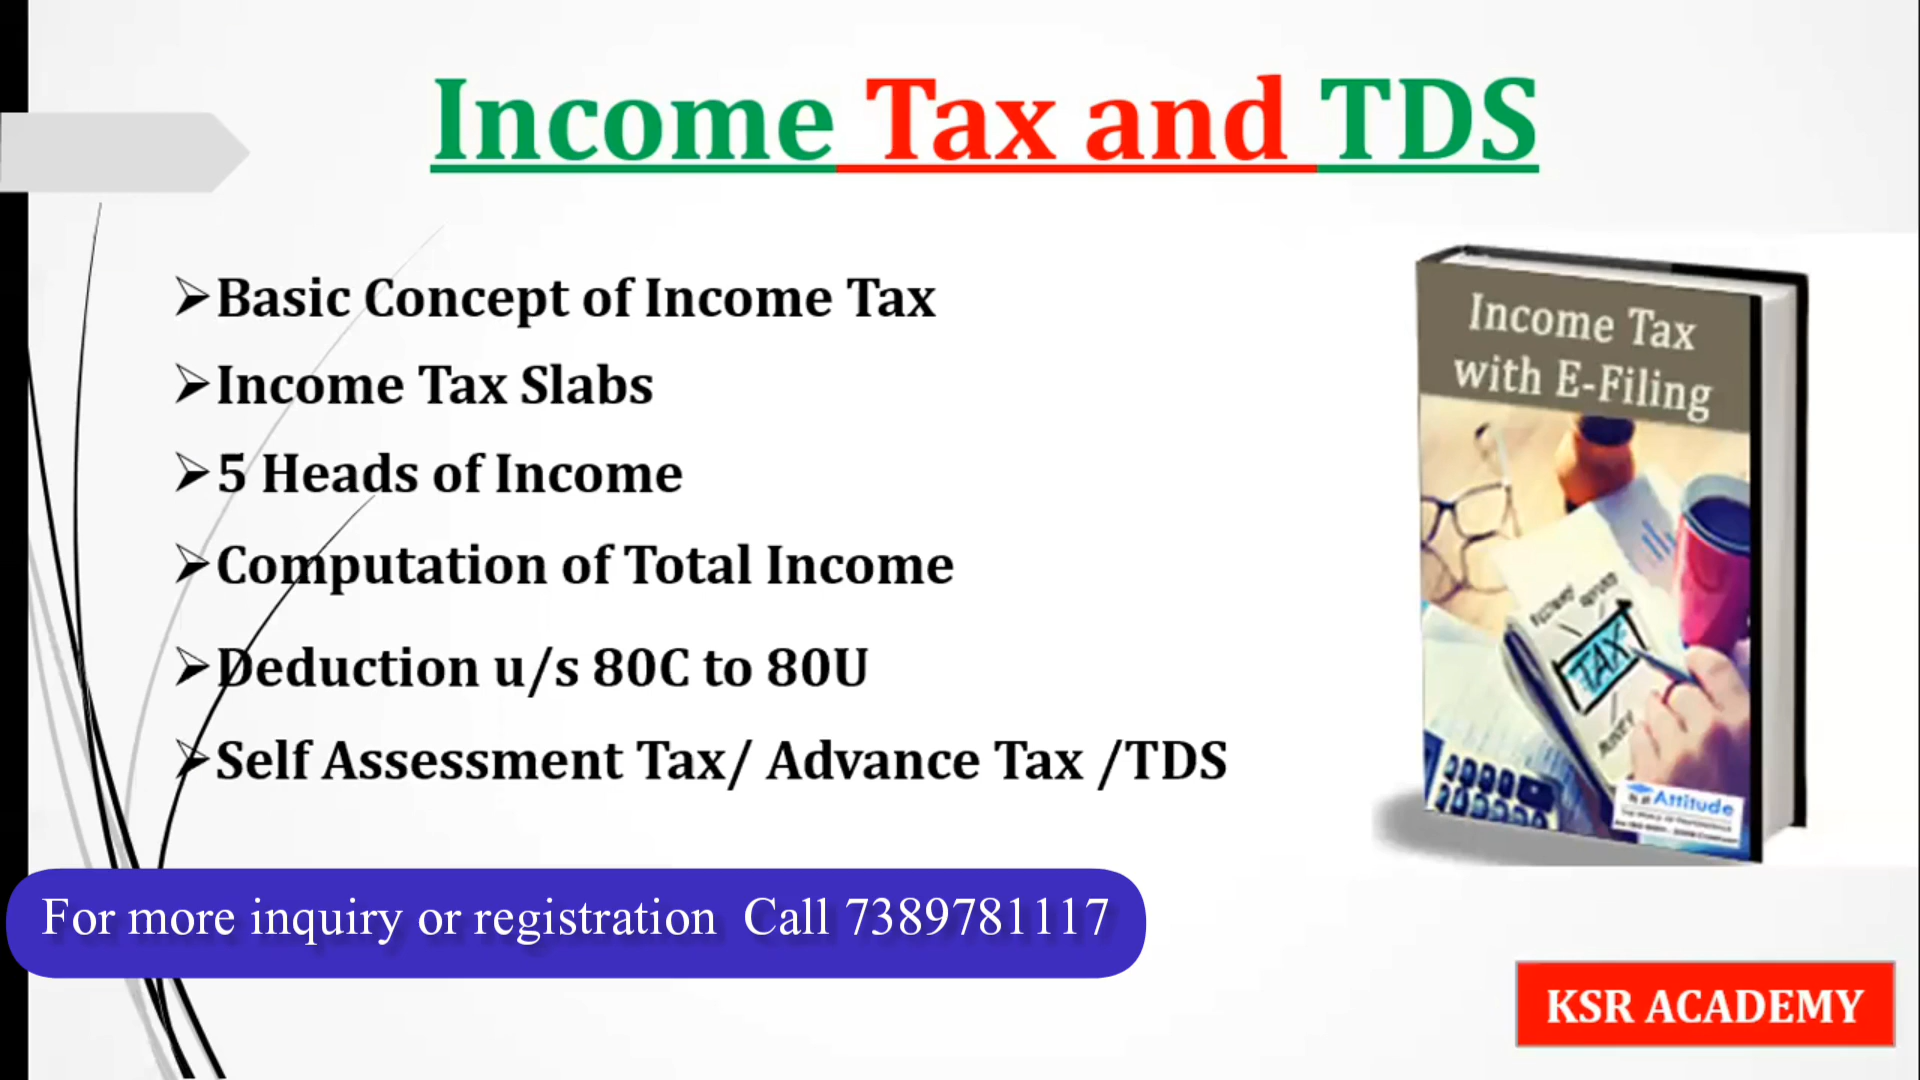 Income Tax and TDS
➢Basic Concept of Income Tax
➢Income Tax Slabs
➢5 Heads of Income
➢Computation of Total Income
➢Deduction u/s 80C to 80U
➢Self Assessment Tax/ Advance Tax /TDS
Income Tax
with E-Filing
TAX
MONEY
Attitude
For more inquiry or registration  Call 7389781117
KSR ACADEMY